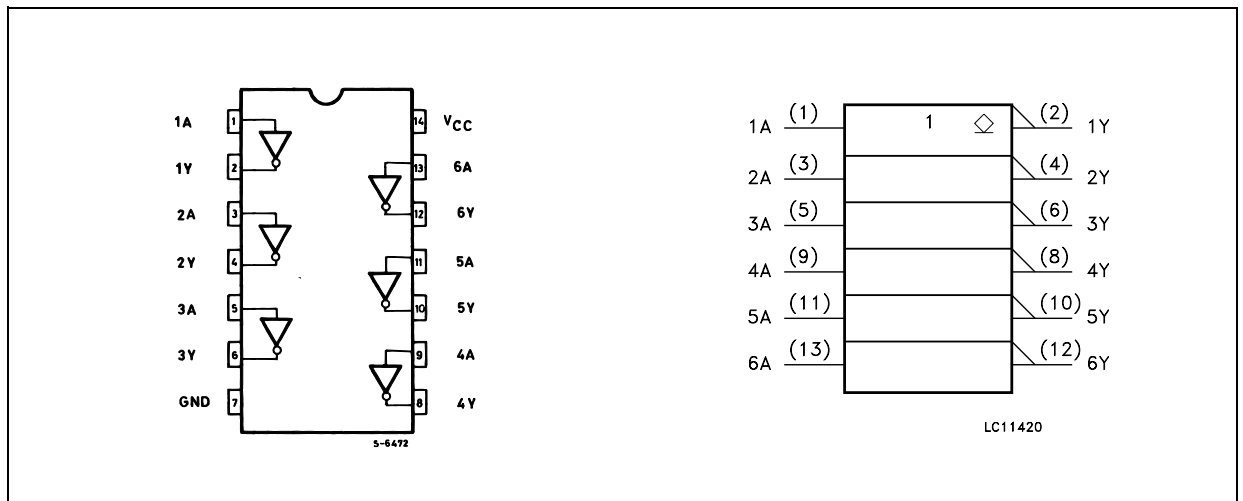 1A 1 14 VCC
1Y 2 13 6A
2A 3 12 6Y
2Y 4 11 5A
3A 5 10 5Y
3Y 6 9 4A
GND 7 8 4Y
S-6472
1A (1) 1 (2) 1Y
2A (3) (4) 2Y
3A (5) (6) 3Y
4A (9) (8) 4Y
5A (11) (10) 5Y
6A (13) (12) 6Y
LC11420